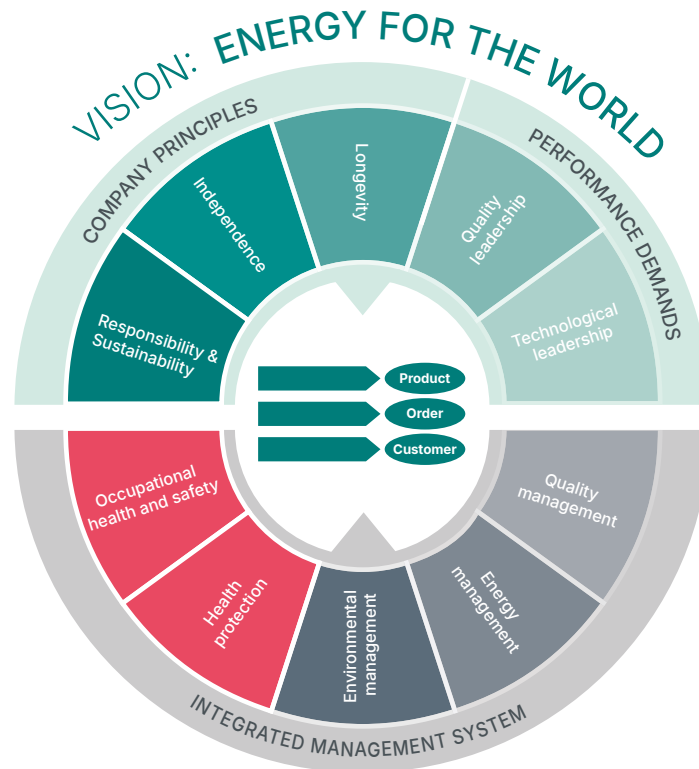 VISION: ENERGY FOR THE WORLD
COMPANY PRINCIPLES
PERFORMANCE DEMANDS
Responsibility &
Sustainability
Independence
Longevity
Quality
leadership
Technological
leadership
Product
Order
Customer
Occupational
health and safety
Health
protection
Environmental
management
Energy
management
Quality
management
INTEGRATED MANAGEMENT SYSTEM